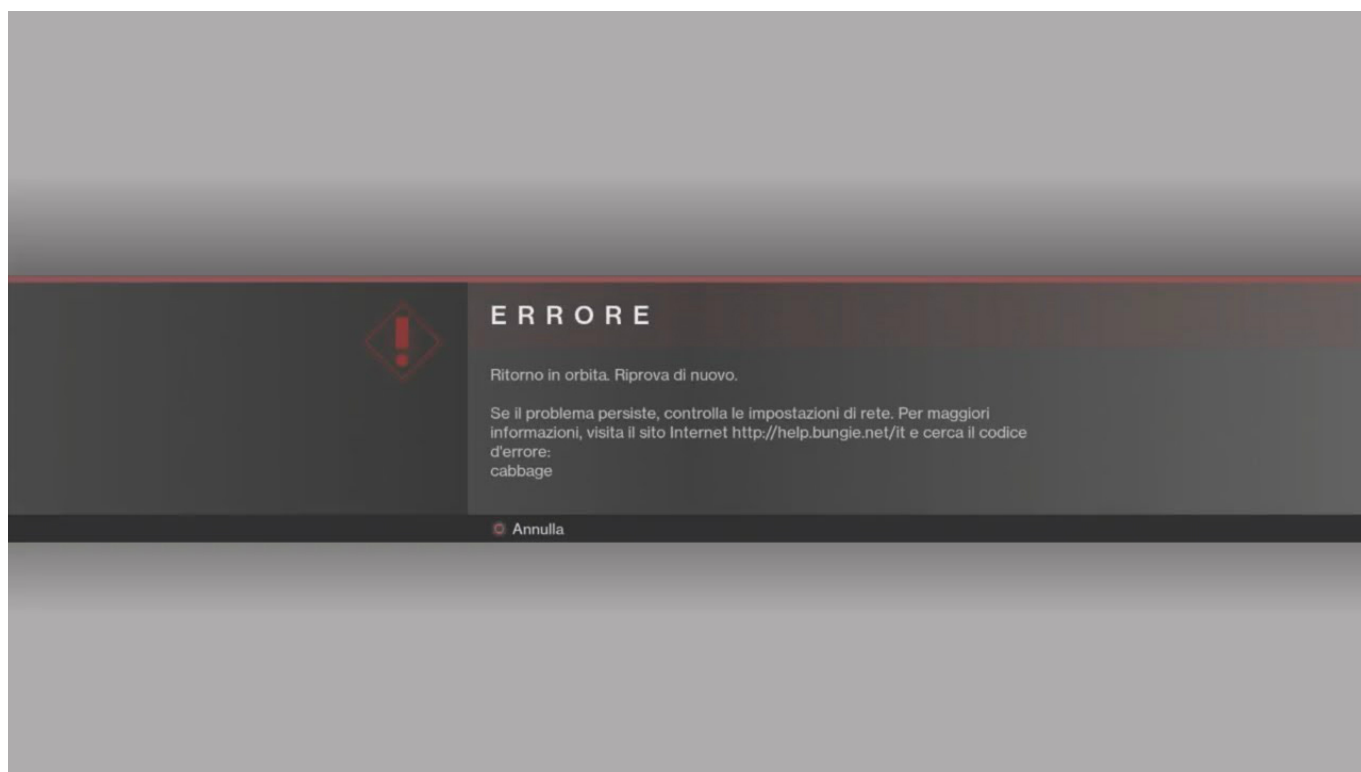 ERRORE
Ritorno in orbita. Riprova di nuovo.
Se il problema persiste, controlla le impostazioni di rete. Per maggiori
informazioni, visita il sito Internet http://help.bungie.net/it e cerca il codice
d'errore:
cabbage
Annulla